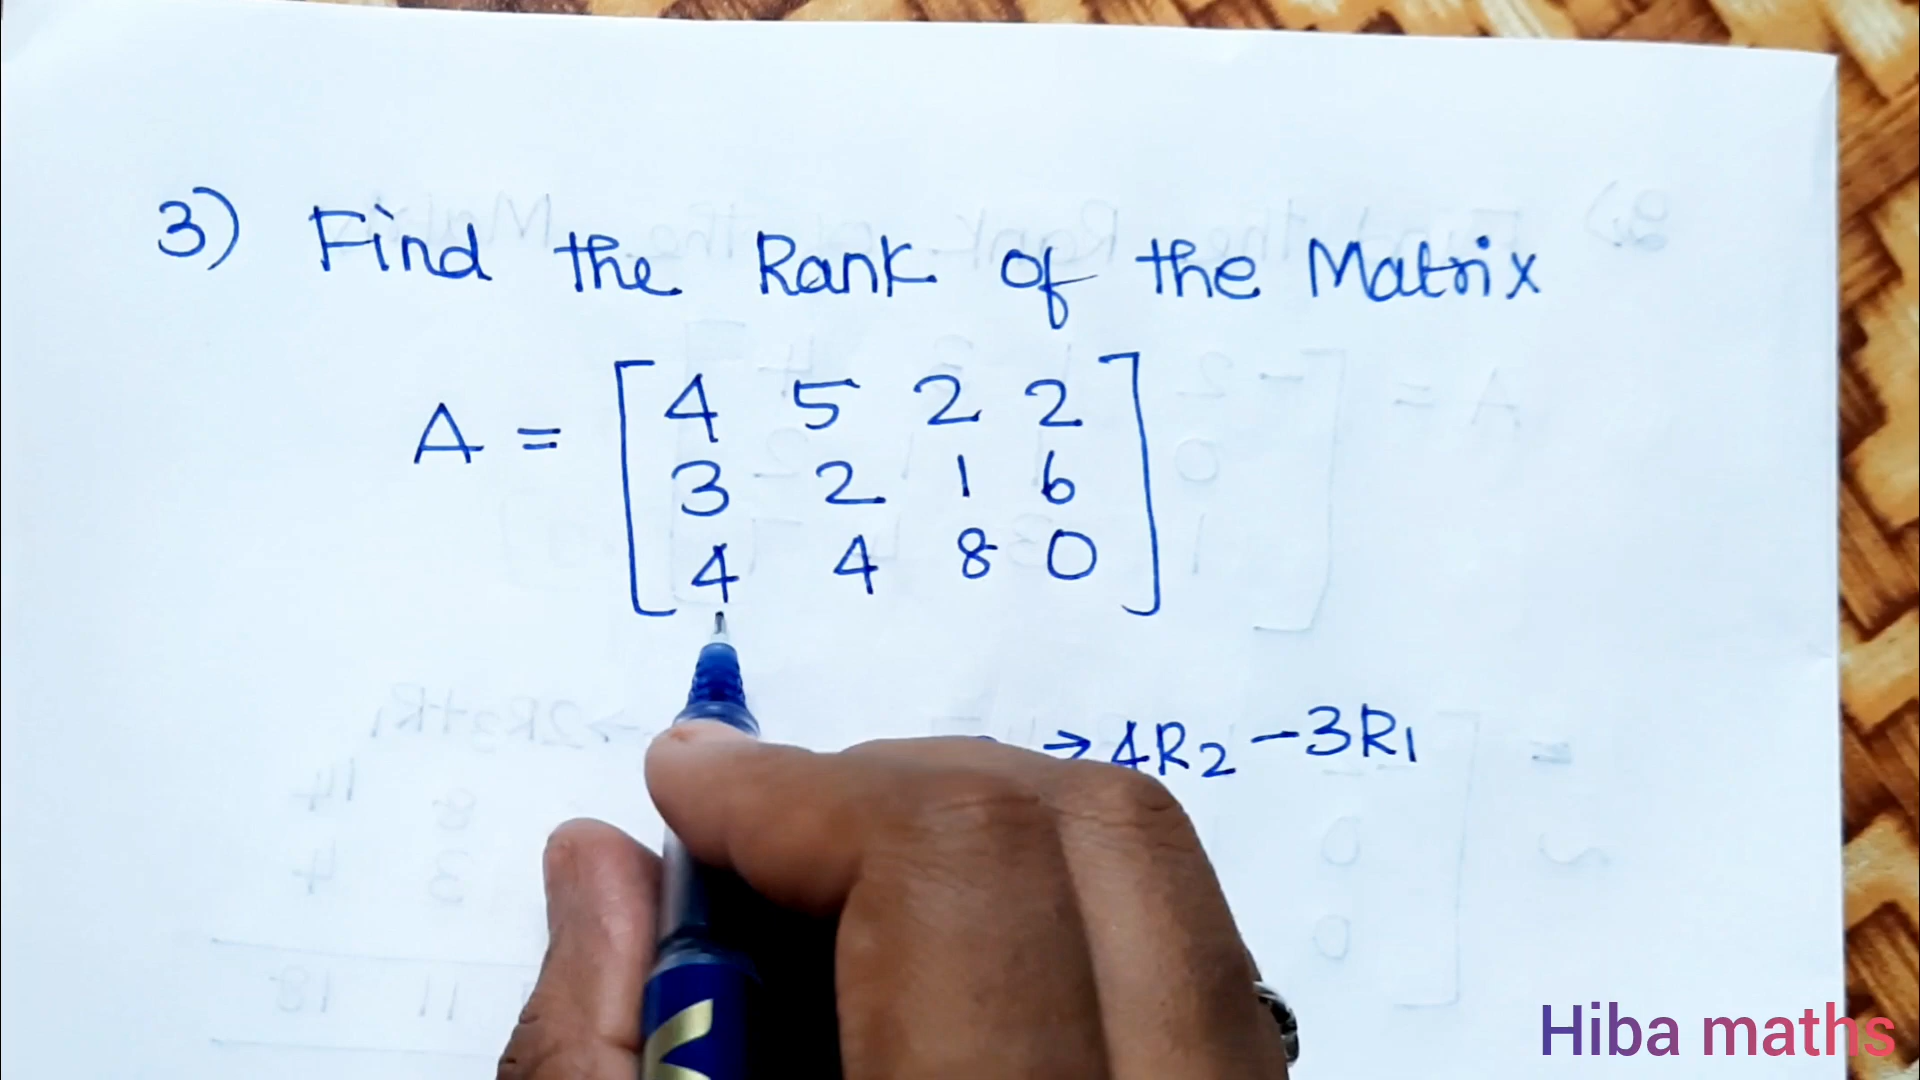 3) Find the Rank of the Matrix
A = [ 4 5 2 2
3 2 1 6
4 4 8 0 ]
→ 4R2 - 3R1
Hiba maths